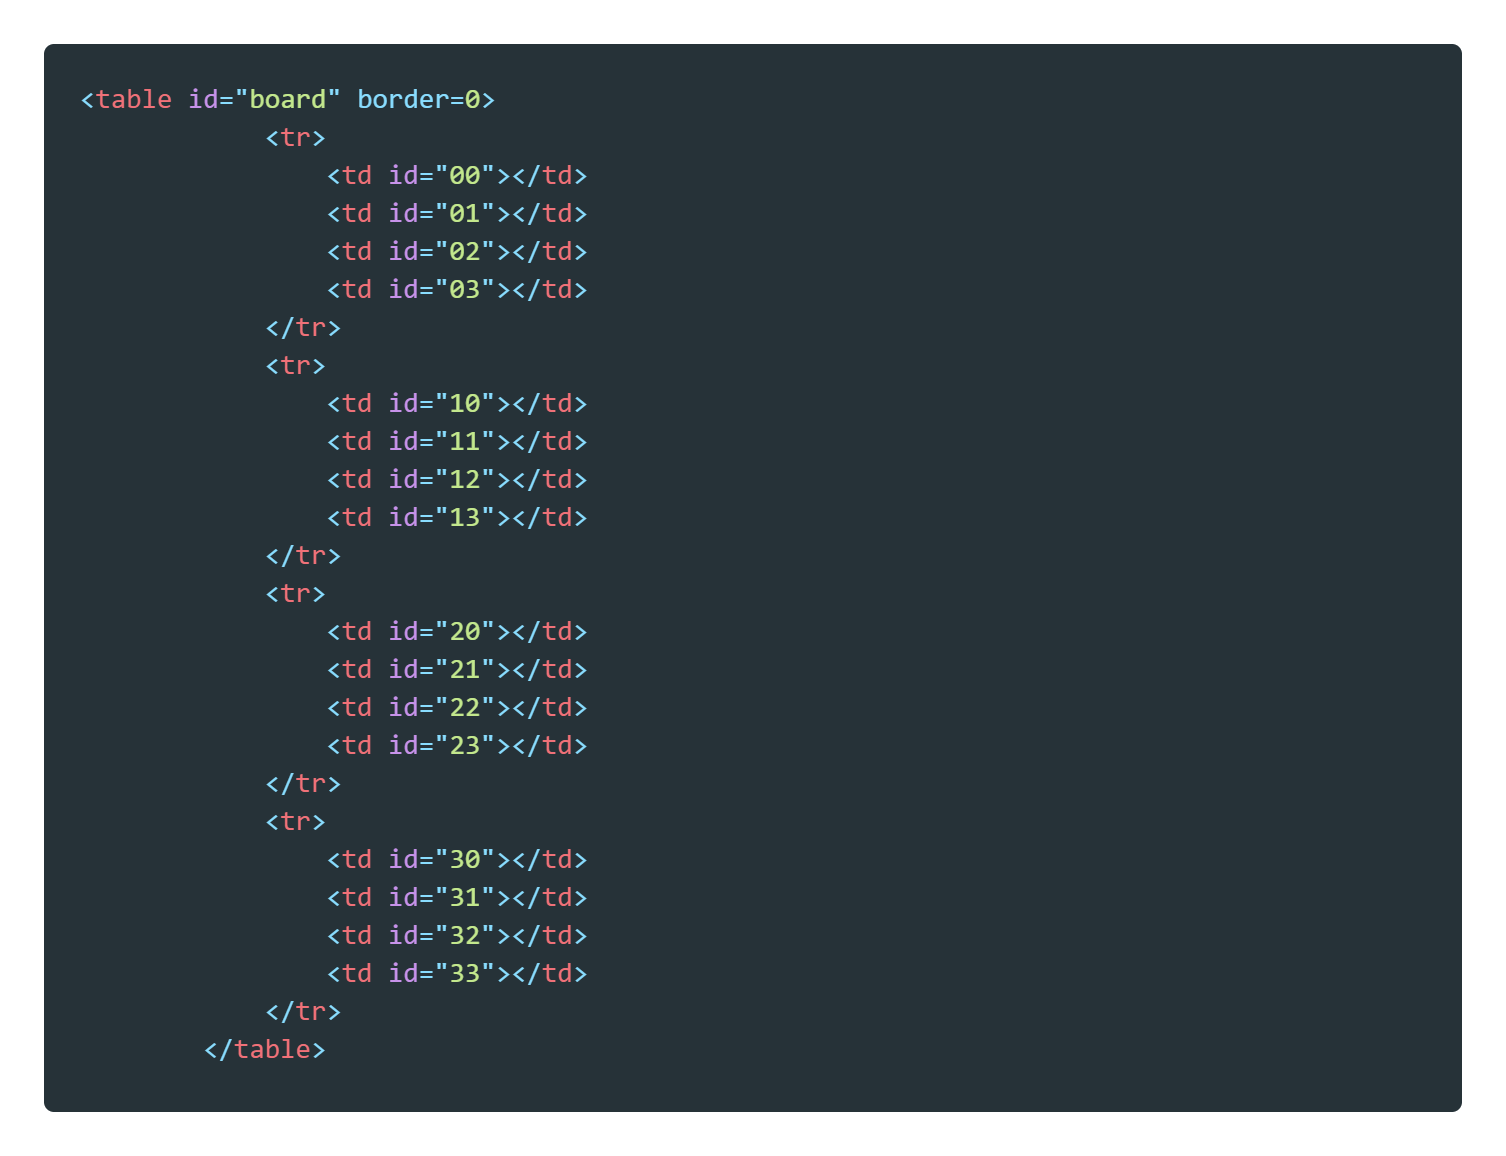 <table id="board" border=0>
            <tr>
                <td id="00"></td>
                <td id="01"></td>
                <td id="02"></td>
                <td id="03"></td>
            </tr>
            <tr>
                <td id="10"></td>
                <td id="11"></td>
                <td id="12"></td>
                <td id="13"></td>
            </tr>
            <tr>
                <td id="20"></td>
                <td id="21"></td>
                <td id="22"></td>
                <td id="23"></td>
            </tr>
            <tr>
                <td id="30"></td>
                <td id="31"></td>
                <td id="32"></td>
                <td id="33"></td>
            </tr>
        </table>